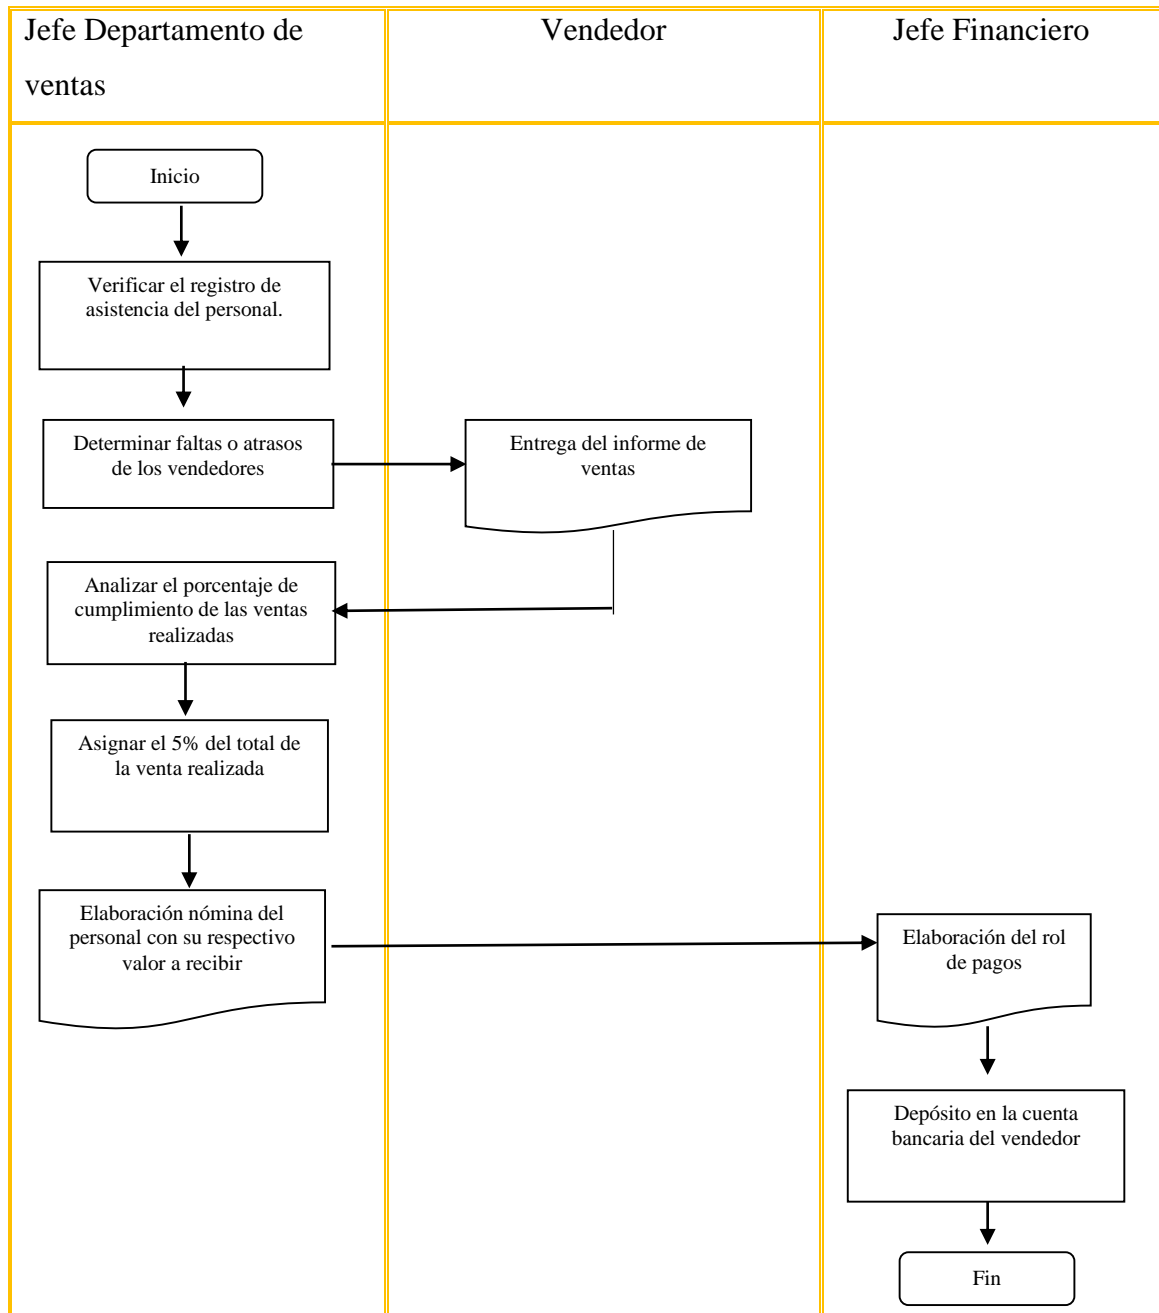 Jefe Departamento de
ventas
Vendedor
Jefe Financiero
Inicio
Verificar el registro de
asistencia del personal.
Determinar faltas o atrasos
de los vendedores
Entrega del informe de
ventas
Analizar el porcentaje de
cumplimiento de las ventas
realizadas
Asignar el 5% del total de
la venta realizada
Elaboración nómina del
personal con su respectivo
valor a recibir
Elaboración del rol
de pagos
Depósito en la cuenta
bancaria del vendedor
Fin